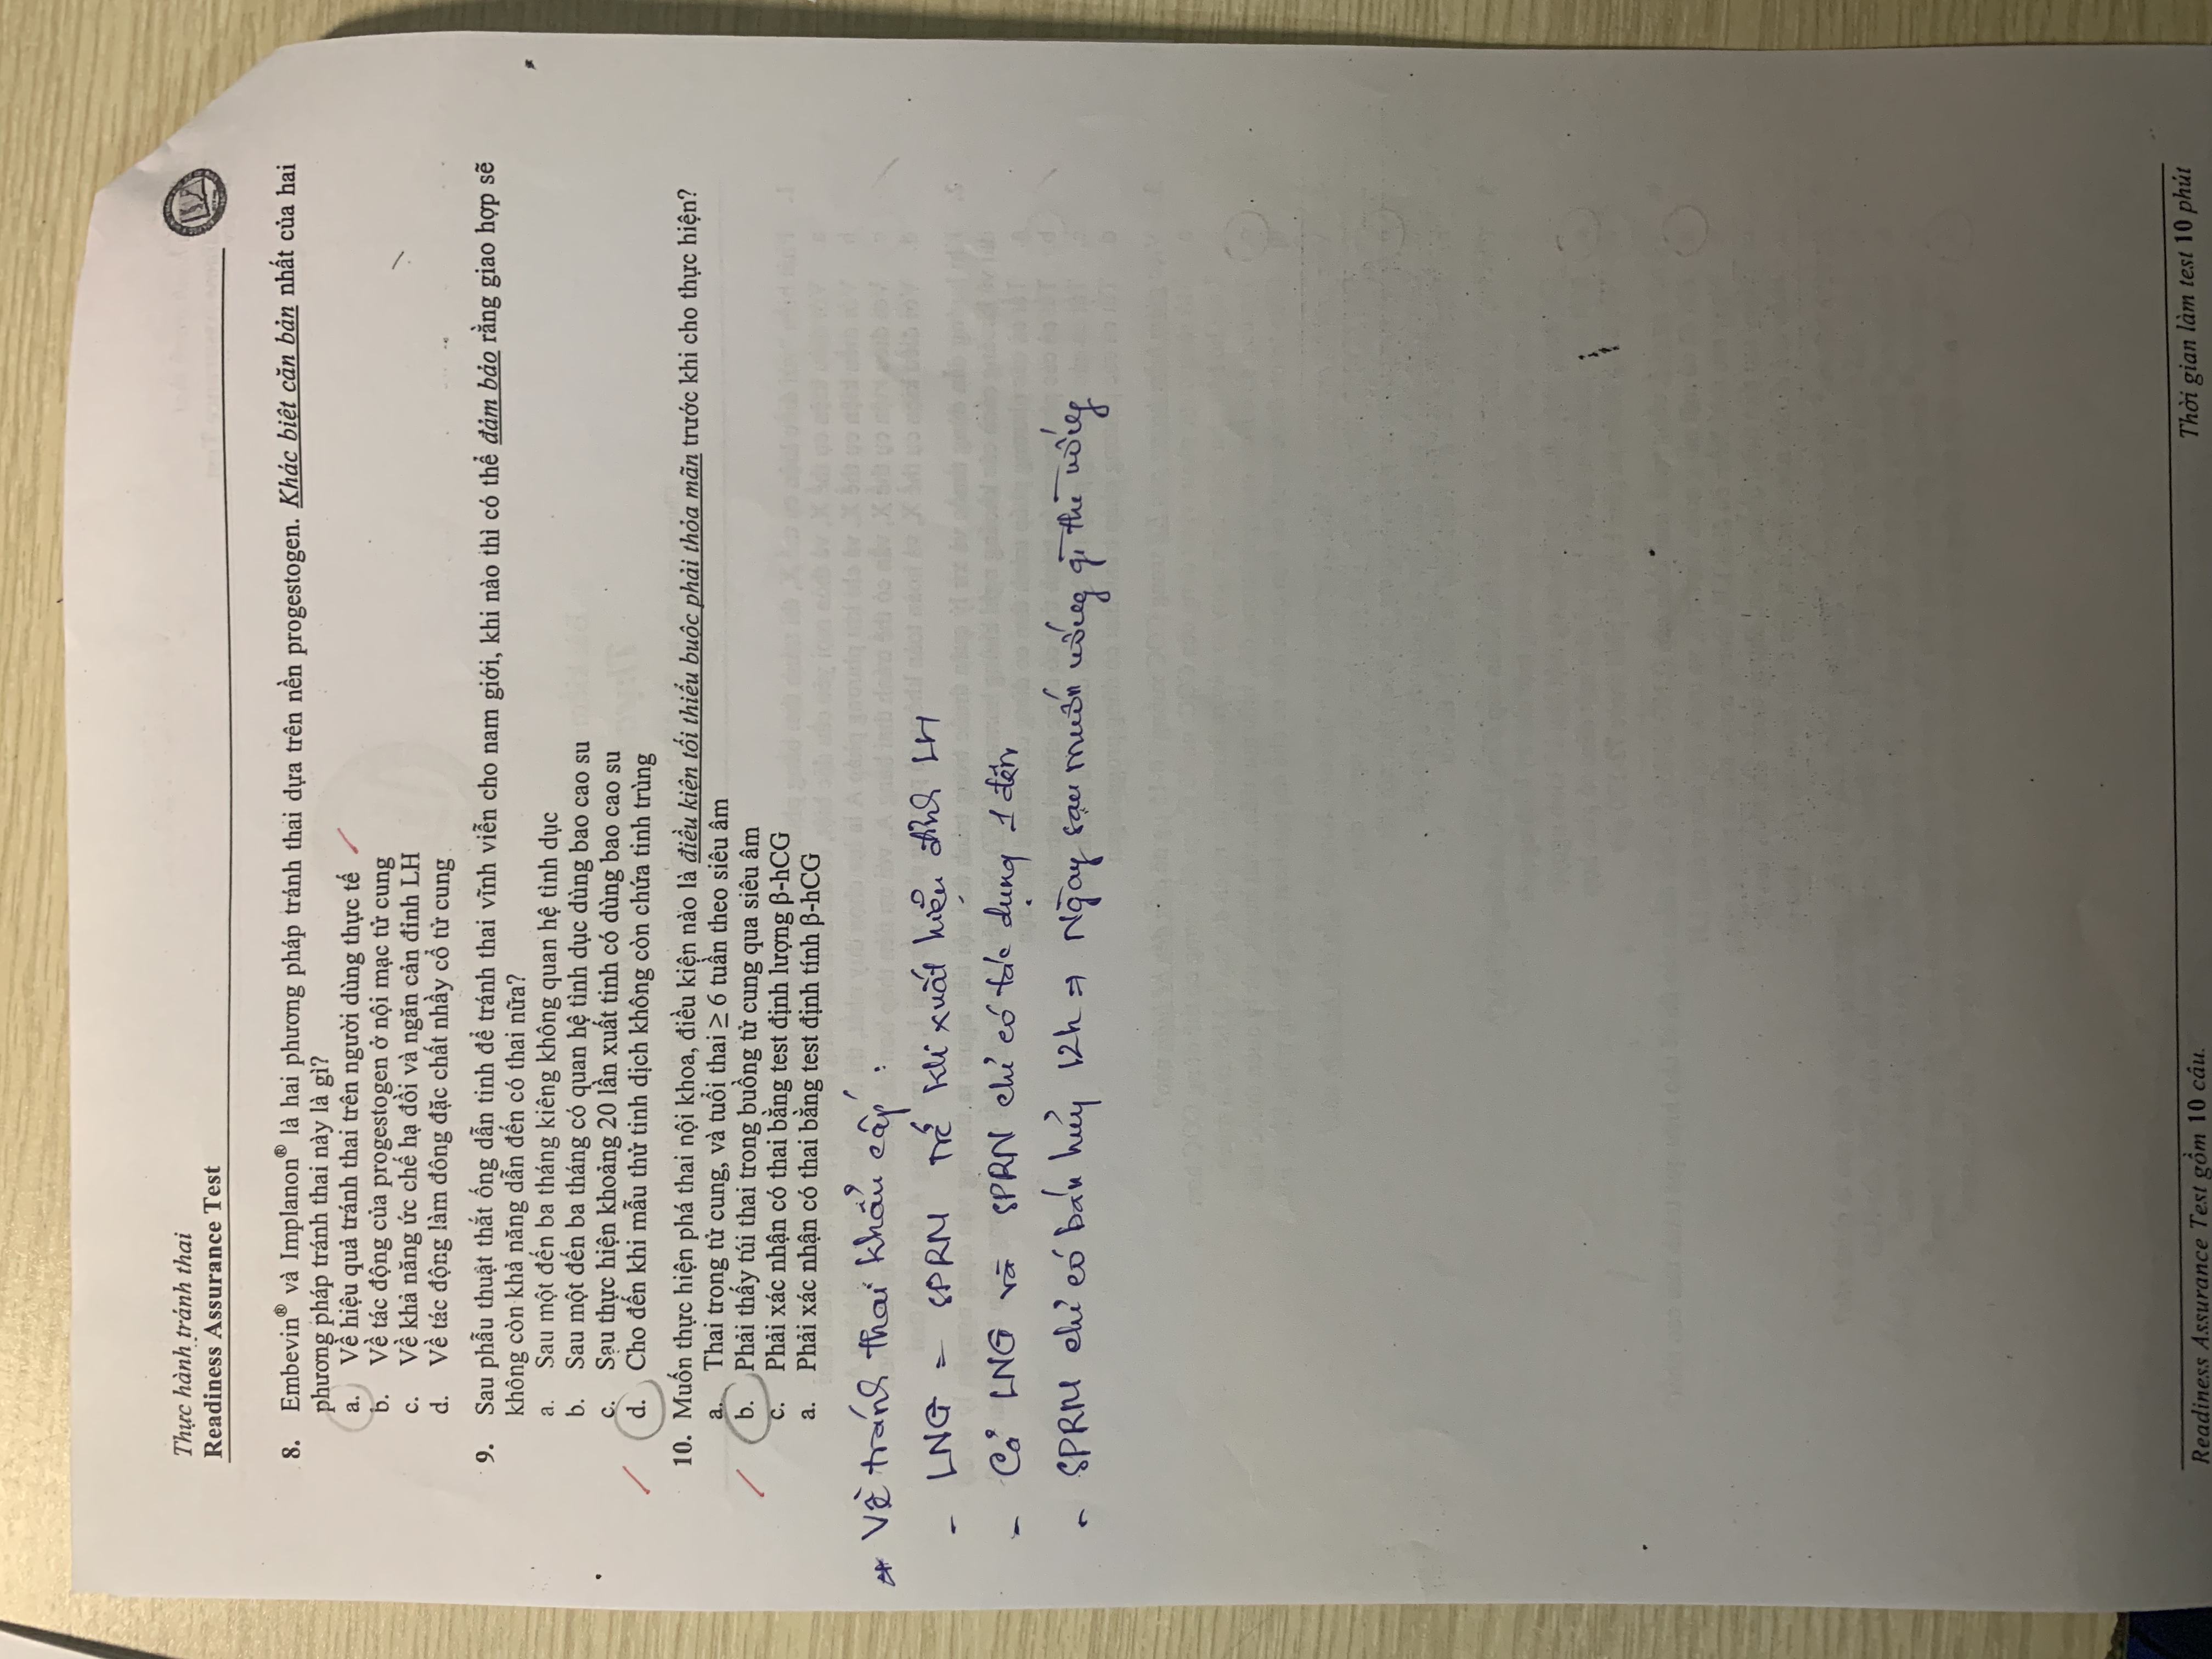 Thực hành tránh thai
Readiness Assurance Test
8. Embevin® và Implanon® là hai phương pháp tránh thai dựa trên nền progestogen. Khác biệt căn bản nhất của hai
phương pháp tránh thai này là gì?
a. Về hiệu quả tránh thai trên người dùng thực tế
b. Về tác động của progestogen ở nội mạc tử cung
c. Về khả năng ức chế hạ đồi và ngăn cản đỉnh LH
d. Về tác động làm đông đặc chất nhầy cổ tử cung
9. Sau phẫu thuật thắt ống dẫn tinh để tránh thai vĩnh viễn cho nam giới, khi nào thì có thể đảm bảo rằng giao hợp sẽ
không còn khả năng dẫn đến có thai nữa?
a. Sau một đến ba tháng kiêng không quan hệ tình dục
b. Sau một đến ba tháng có quan hệ tình dục dùng bao cao su
c. Sau thực hiện khoảng 20 lần xuất tinh có dùng bao cao su
d. Cho đến khi mẫu thử tinh dịch không còn chứa tinh trùng
10. Muốn thực hiện phá thai nội khoa, điều kiện nào là điều kiện tối thiểu buộc phải thỏa mãn trước khi cho thực hiện?
a. Thai trong tử cung, và tuổi thai ≥ 6 tuần theo siêu âm
b. Phải thấy túi thai trong buồng tử cung qua siêu âm
c. Phải xác nhận có thai bằng test định lượng β-hCG
a. Phải xác nhận có thai bằng test định tính β-hCG
* Về tránh thai khẩn cấp :
- LNG = SPRM khi xuất hiện đỉnh LH
- Cả LNG và SPRN chỉ có tác dụng 1 đêm
- SPRM chỉ có bán hủy 12h => Ngày sau muốn uống gì thì uống
Readiness Assurance Test gồm 10 câu.
Thời gian làm test 10 phút